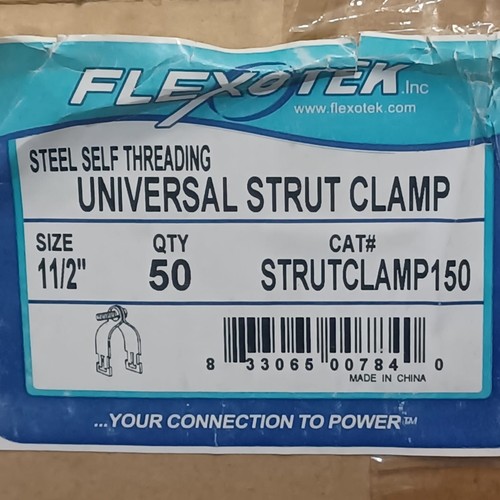 FLEXOTEK .Inc
www.flexotek.com
STEEL SELF THREADING
UNIVERSAL STRUT CLAMP
SIZE QTY CAT#
11/2" 50 STRUTCLAMP150
8 33065 00784 0
MADE IN CHINA
...YOUR CONNECTION TO POWER™